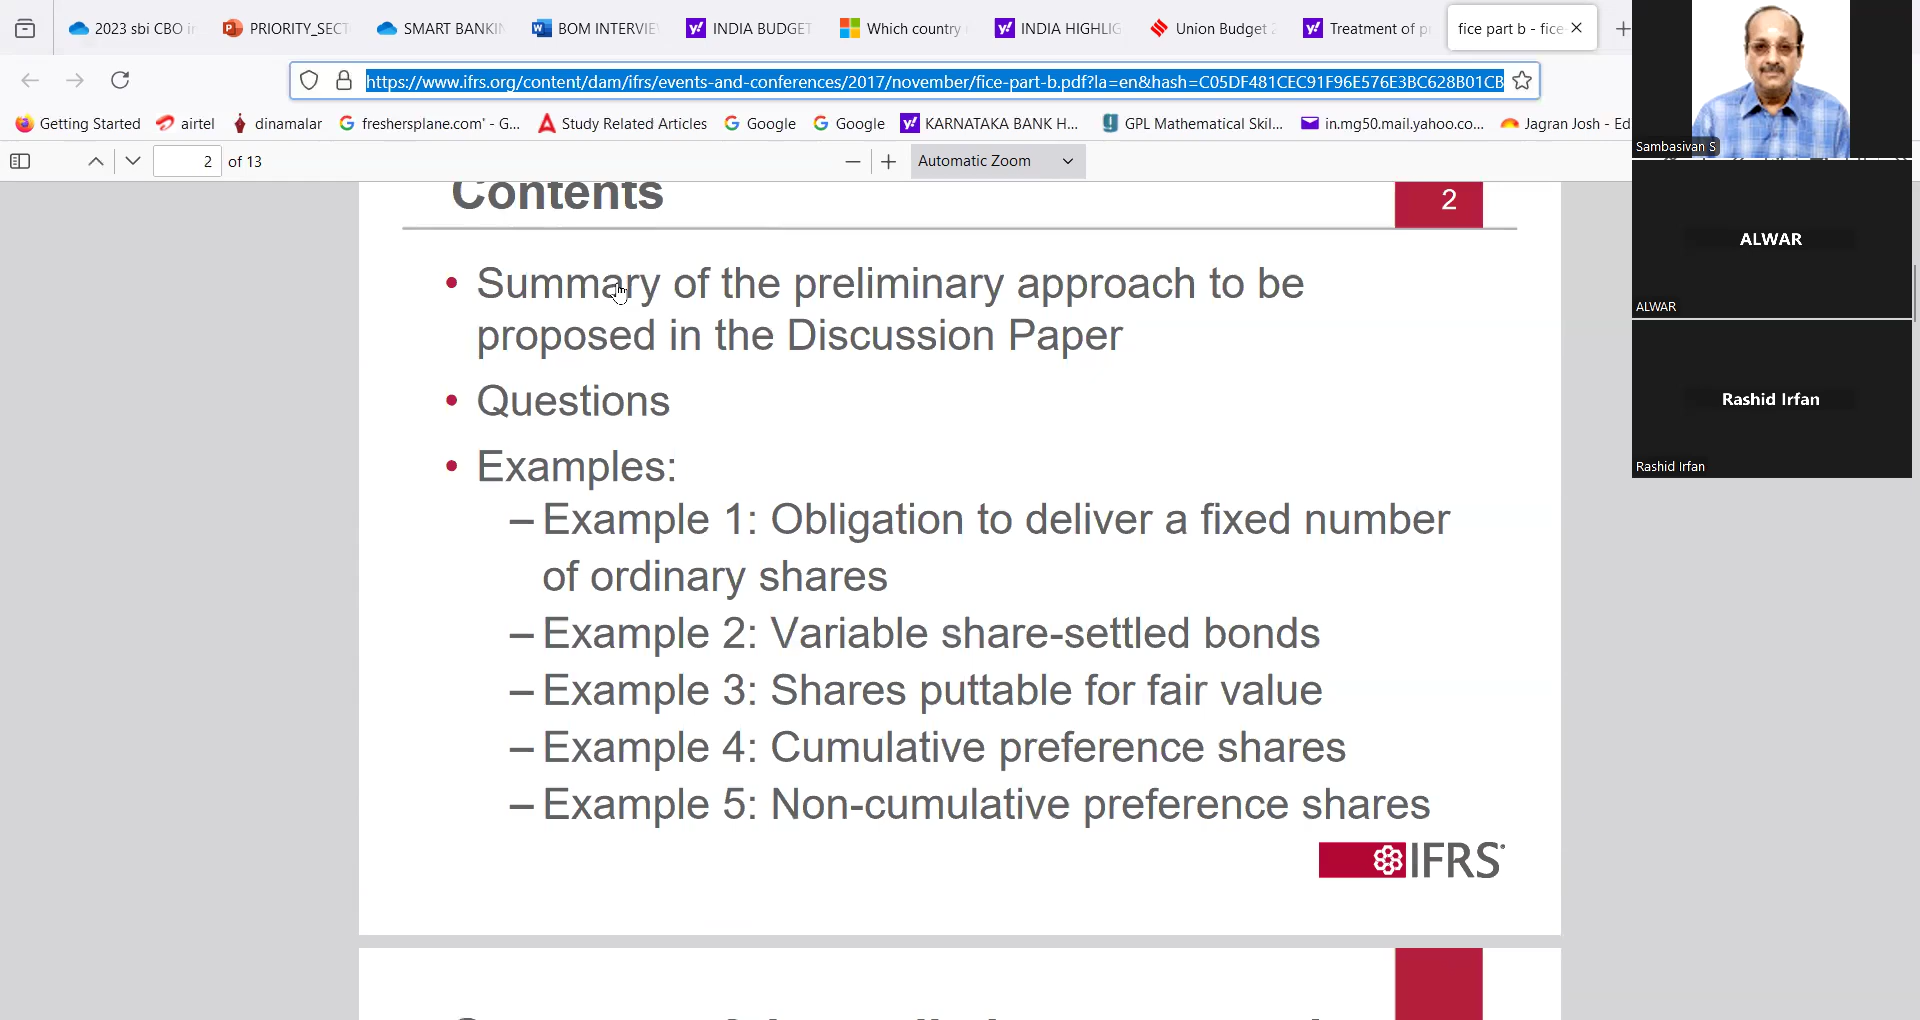 2023 sbi CBO in
PRIORITY_SECT
SMART BANKIN
BOM INTERVIE
INDIA BUDGET
Which country
INDIA HIGHLIG
Union Budget 2
Treatment of p
fice part b - fice
https://www.ifrs.org/content/dam/ifrs/events-and-conferences/2017/november/fice-part-b.pdf?la=en&hash=C05DF481CEC91F96E576E3BC628B01CB
Getting Started
airtel
dinamalar
freshersplane.com' - G...
Study Related Articles
Google
Google
KARNATAKA BANK H...
GPL Mathematical Skil...
in.mg50.mail.yahoo.co...
Jagran Josh - Ed
2 of 13
Automatic Zoom
Contents
2
• Summary of the preliminary approach to be
proposed in the Discussion Paper
• Questions
• Examples:
– Example 1: Obligation to deliver a fixed number
of ordinary shares
– Example 2: Variable share-settled bonds
– Example 3: Shares puttable for fair value
– Example 4: Cumulative preference shares
– Example 5: Non-cumulative preference shares
IFRS
Sambasivan S
ALWAR
ALWAR
Rashid Irfan
Rashid Irfan